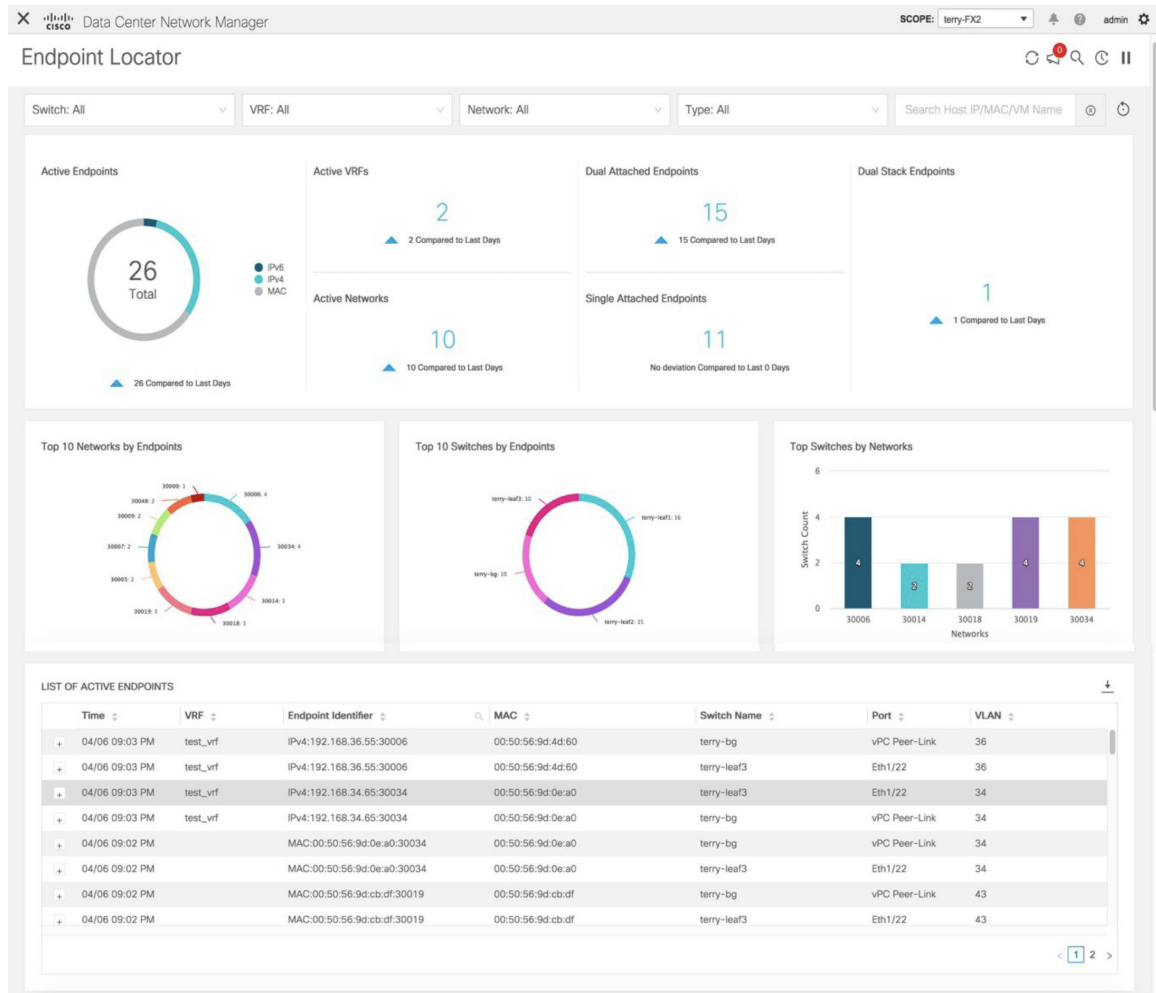 CISCO Data Center Network Manager
SCOPE: terry-FX2
admin
Endpoint Locator
0
Switch: All
VRF: All
Network: All
Type: All
Search Host IP/MAC/VM Name
Active Endpoints
26
Total
IPv6
IPv4
MAC
26 Compared to Last Days
Active VRFs
2
2 Compared to Last Days
Active Networks
10
10 Compared to Last Days
Dual Attached Endpoints
15
15 Compared to Last Days
Single Attached Endpoints
11
No deviation Compared to Last 0 Days
Dual Stack Endpoints
1
1 Compared to Last Days
Top 10 Networks by Endpoints
30006: 4
30034: 4
30014: 3
30018: 3
30019: 3
30007: 2
30009: 2
30048: 2
Top 10 Switches by Endpoints
terry-leaf3: 10
terry-leaf1: 16
terry-bg: 10
terry-leaf2: 15
Top Switches by Networks
Switch Count
6
4
2
0
4
2
2
4
4
30006 30014 30018 30019 30034
Networks
LIST OF ACTIVE ENDPOINTS
Time VRF Endpoint Identifier MAC Switch Name Port VLAN
+ 04/06 09:03 PM test_vrf IPv4:192.168.36.55:30006 00:50:56:9d:4d:60 terry-bg vPC Peer-Link 36
+ 04/06 09:03 PM test_vrf IPv4:192.168.36.55:30006 00:50:56:9d:4d:60 terry-leaf3 Eth1/22 36
+ 04/06 09:03 PM test_vrf IPv4:192.168.34.65:30034 00:50:56:9d:0e:a0 terry-leaf3 Eth1/22 34
+ 04/06 09:03 PM test_vrf IPv4:192.168.34.65:30034 00:50:56:9d:0e:a0 terry-bg vPC Peer-Link 34
+ 04/06 09:02 PM MAC:00:50:56:9d:0e:a0:30034 00:50:56:9d:0e:a0 terry-bg vPC Peer-Link 34
+ 04/06 09:02 PM MAC:00:50:56:9d:0e:a0:30034 00:50:56:9d:0e:a0 terry-leaf3 Eth1/22 34
+ 04/06 09:02 PM MAC:00:50:56:9d:cb:df:30019 00:50:56:9d:cb:df terry-bg vPC Peer-Link 43
+ 04/06 09:02 PM MAC:00:50:56:9d:cb:df:30019 00:50:56:9d:cb:df terry-leaf3 Eth1/22 43
< 1 2 >